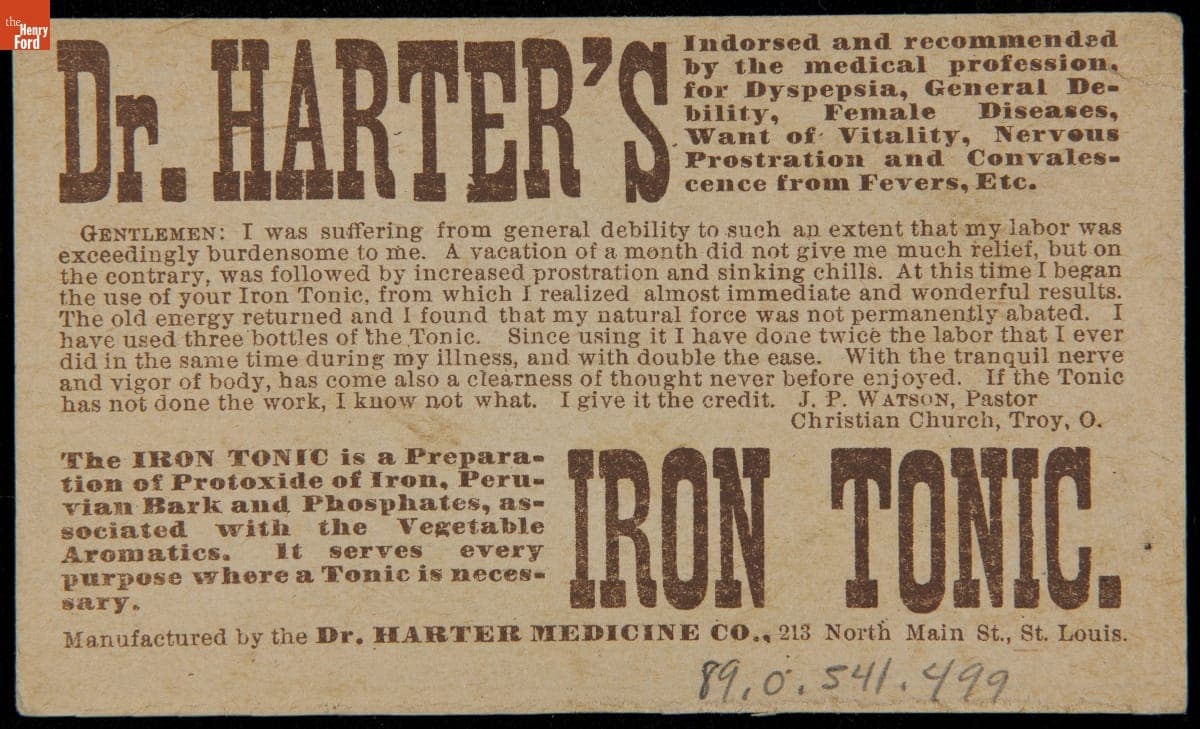 the
Henry
Ford
Dr. HARTER'S
Indorsed and recommended
by the medical profession,
for Dyspepsia, General De-
bility, Female Diseases,
Want of Vitality, Nervous
Prostration and Convales-
cence from Fevers, Etc.
GENTLEMEN: I was suffering from general debility to such an extent that my labor was
exceedingly burdensome to me. A vacation of a month did not give me much relief, but on
the contrary, was followed by increased prostration and sinking chills. At this time I began
the use of your Iron Tonic, from which I realized almost immediate and wonderful results.
The old energy returned and I found that my natural force was not permanently abated. I
have used three bottles of the Tonic. Since using it I have done twice the labor that I ever
did in the same time during my illness, and with double the ease. With the tranquil nerve
and vigor of body, has come also a clearness of thought never before enjoyed. If the Tonic
has not done the work, I know not what. I give it the credit. J. P. WATSON, Pastor
Christian Church, Troy, O.
The IRON TONIC is a Prepara-
tion of Protoxide of Iron, Peru-
vian Bark and Phosphates, as-
sociated with the Vegetable
Aromatics. It serves every
purpose where a Tonic is neces-
sary.
IRON TONIC.
Manufactured by the Dr. HARTER MEDICINE CO., 213 North Main St., St. Louis.
89.0.541.499